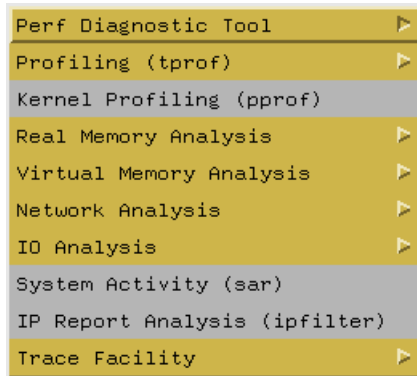 Perf Diagnostic Tool
Profiling (tprof)
Kernel Profiling (pprof)
Real Memory Analysis
Virtual Memory Analysis
Network Analysis
IO Analysis
System Activity (sar)
IP Report Analysis (ipfilter)
Trace Facility